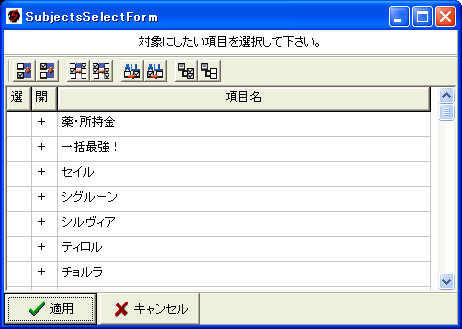 SubjectsSelectForm
対象にしたい項目を選択して下さい。
選 開 項目名
+ 薬・所持金
+ 一括最強！
+ セイル
+ シグルーン
+ シルヴィア
+ ティロル
+ チョルラ
適用 キャンセル